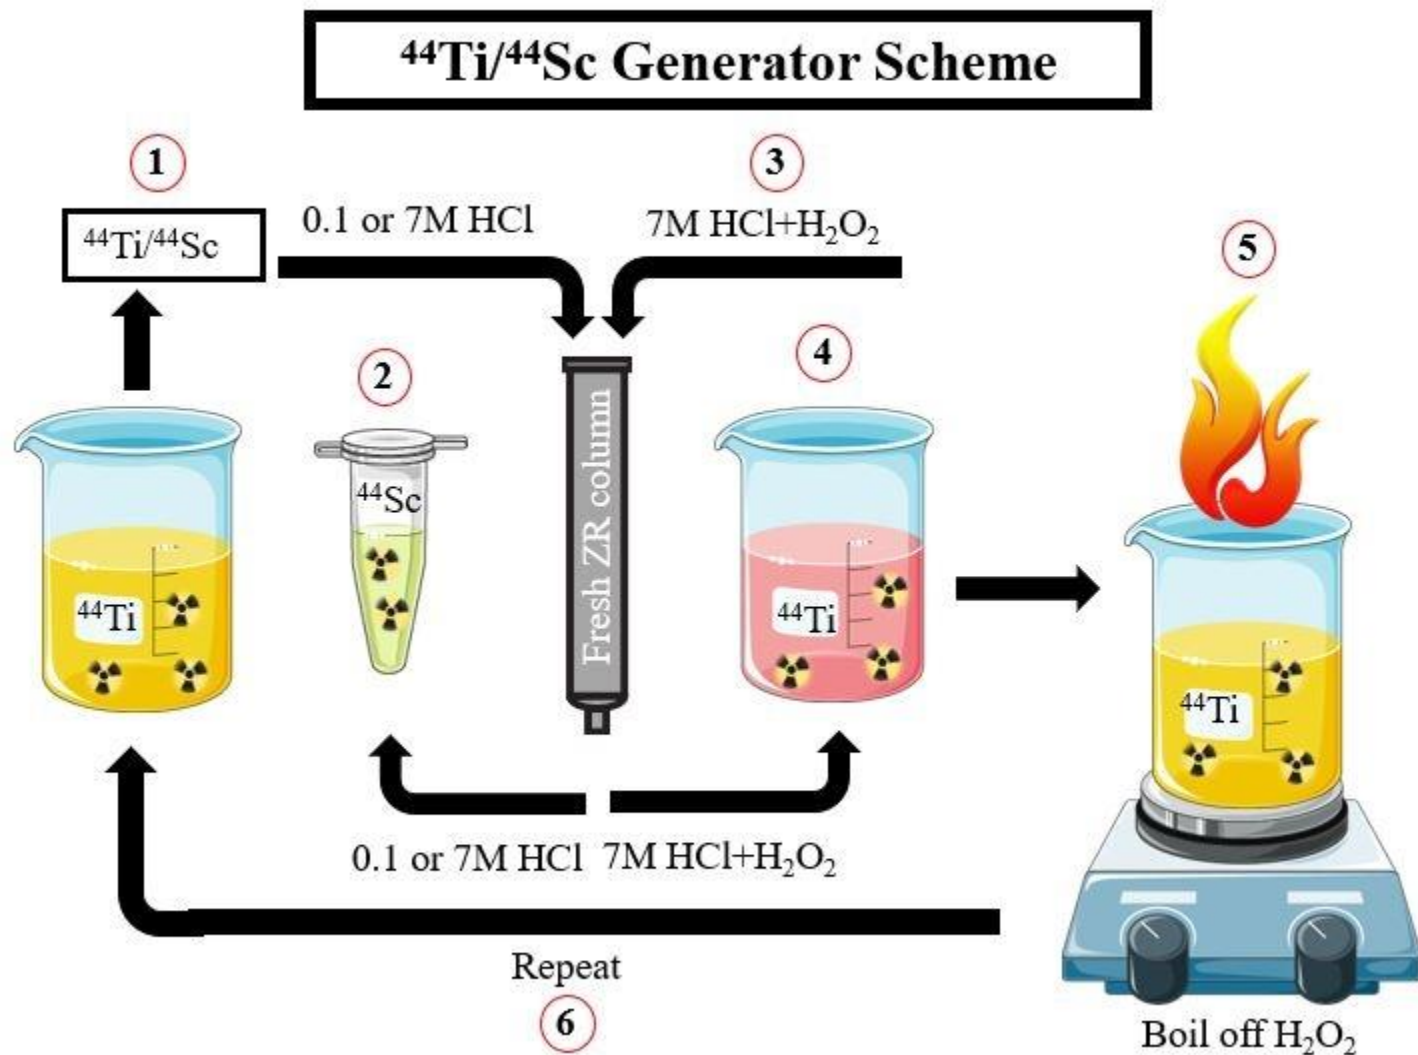 ⁴⁴Ti/⁴⁴Sc Generator Scheme
1
⁴⁴Ti/⁴⁴Sc
0.1 or 7M HCl
3
7M HCl+H₂O₂
2
⁴⁴Sc
Fresh ZR column
4
5
⁴⁴Ti
⁴⁴Ti
⁴⁴Ti
0.1 or 7M HCl
7M HCl+H₂O₂
Repeat
6
Boil off H₂O₂